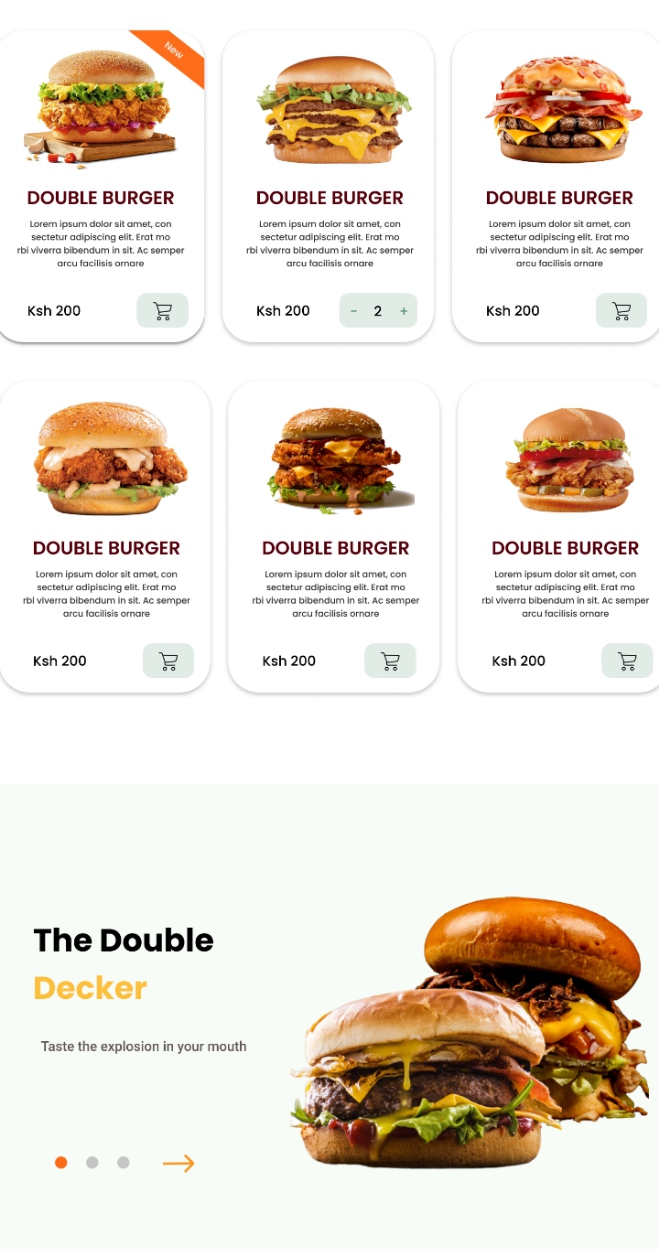 New
DOUBLE BURGER
Lorem ipsum dolor sit amet, con
sectetur adipiscing elit. Erat mo
rbi viverra bibendum in sit. Ac semper
arcu facilisis ornare
Ksh 200
DOUBLE BURGER
Lorem ipsum dolor sit amet, con
sectetur adipiscing elit. Erat mo
rbi viverra bibendum in sit. Ac semper
arcu facilisis ornare
Ksh 200
- 2 +
DOUBLE BURGER
Lorem ipsum dolor sit amet, con
sectetur adipiscing elit. Erat mo
rbi viverra bibendum in sit. Ac semper
arcu facilisis ornare
Ksh 200
DOUBLE BURGER
Lorem ipsum dolor sit amet, con
sectetur adipiscing elit. Erat mo
rbi viverra bibendum in sit. Ac semper
arcu facilisis ornare
Ksh 200
DOUBLE BURGER
Lorem ipsum dolor sit amet, con
sectetur adipiscing elit. Erat mo
rbi viverra bibendum in sit. Ac semper
arcu facilisis ornare
Ksh 200
DOUBLE BURGER
Lorem ipsum dolor sit amet, con
sectetur adipiscing elit. Erat mo
rbi viverra bibendum in sit. Ac semper
arcu facilisis ornare
Ksh 200
The Double
Decker
Taste the explosion in your mouth